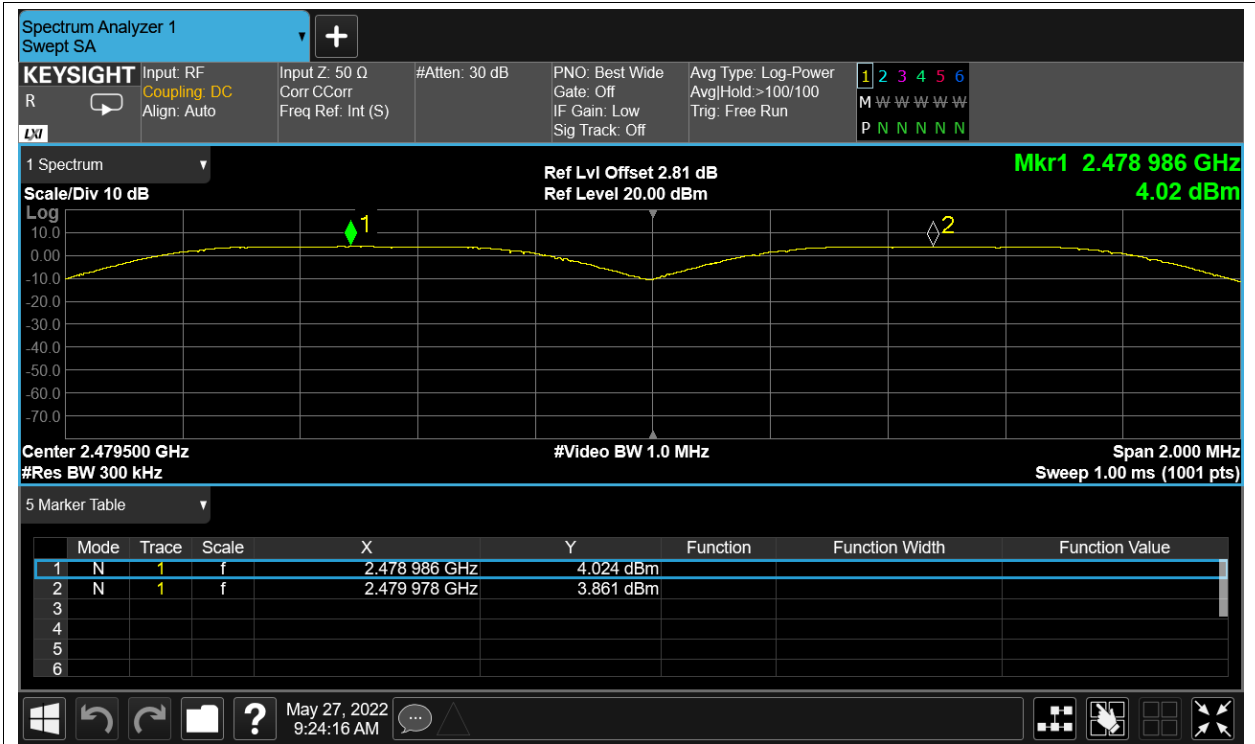 Spectrum Analyzer 1
Swept SA
KEYSIGHT
R
LXI
Input: RF
Coupling: DC
Align: Auto
Input Z: 50 Ω
Corr CCorr
Freq Ref: Int (S)
#Atten: 30 dB
PNO: Best Wide
Gate: Off
IF Gain: Low
Sig Track: Off
Avg Type: Log-Power
Avg|Hold:>100/100
Trig: Free Run
1 2 3 4 5 6
M W W W W W
P N N N N N
1 Spectrum
Scale/Div 10 dB
Ref Lvl Offset 2.81 dB
Ref Level 20.00 dBm
Mkr1 2.478 986 GHz
4.02 dBm
Log
10.0
0.00
-10.0
-20.0
-30.0
-40.0
-50.0
-60.0
-70.0
1
2
Center 2.479500 GHz
#Res BW 300 kHz
#Video BW 1.0 MHz
Span 2.000 MHz
Sweep 1.00 ms (1001 pts)
5 Marker Table
Mode Trace Scale X Y Function Function Width Function Value
1 N 1 f 2.478 986 GHz 4.024 dBm
2 N 1 f 2.479 978 GHz 3.861 dBm
3
4
5
6
?
May 27, 2022
9:24:16 AM